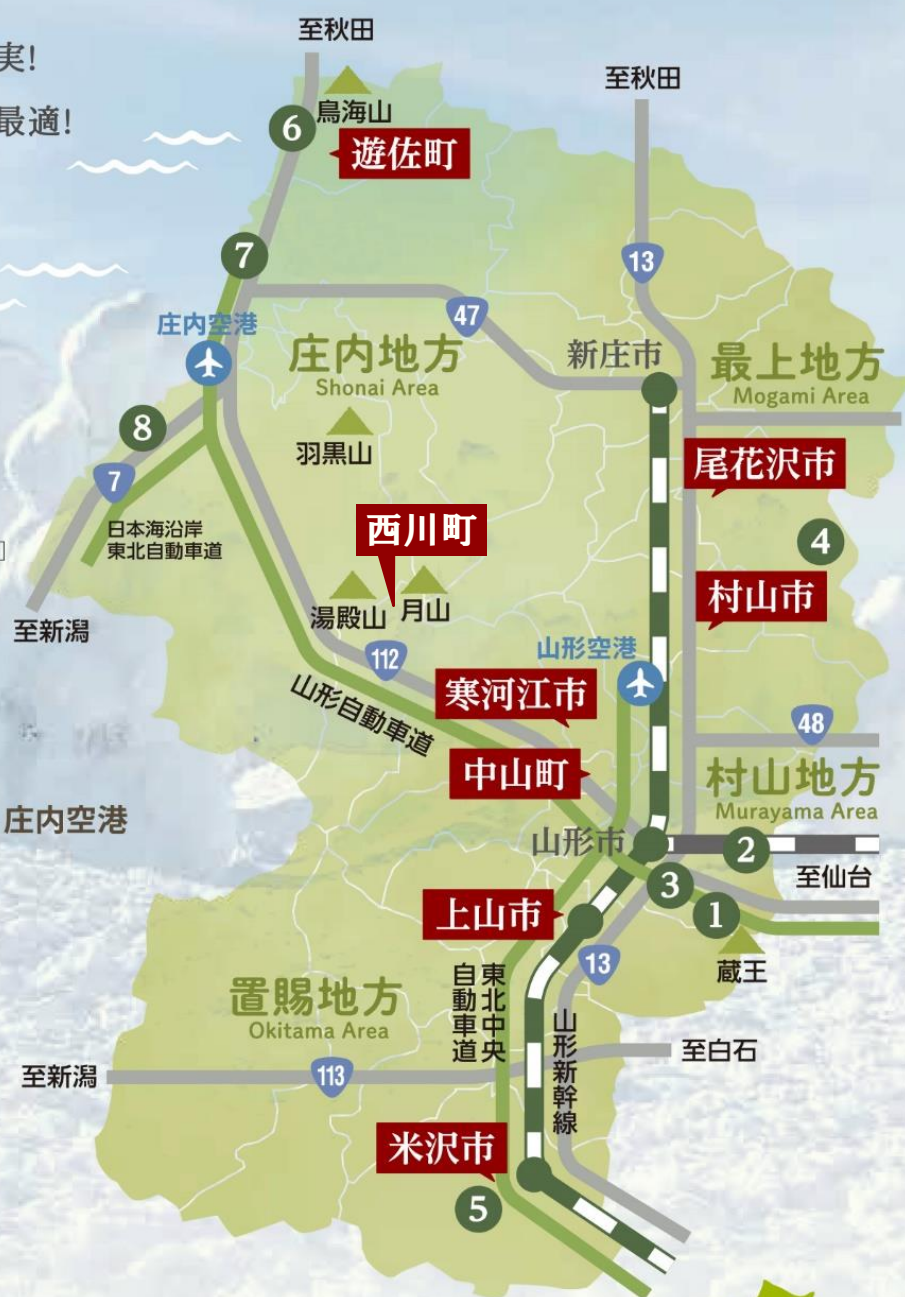 至秋田
実!
至秋田
最適!
鳥海山
6
遊佐町
7
13
庄内空港
47
庄内地方
Shonai Area
新庄市
最上地方
Mogami Area
8
羽黒山
尾花沢市
7
日本海沿岸
東北自動車道
西川町
4
湯殿山
月山
村山市
至新潟
112
山形空港
寒河江市
山形自動車道
48
中山町
村山地方
Murayama Area
庄内空港
山形市
2
至仙台
3
1
上山市
蔵王
13
東北中央
自動車道
置賜地方
Okitama Area
山形新幹線
至白石
至新潟
113
米沢市
5